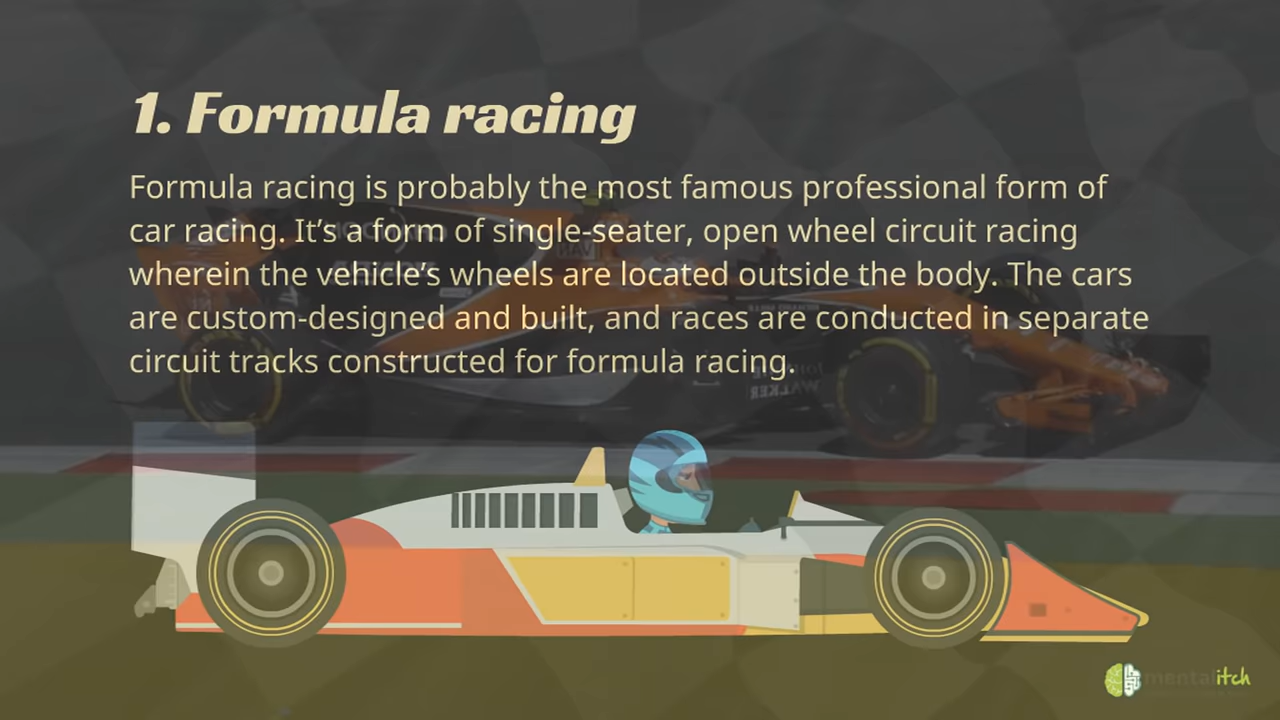 1. Formula racing
Formula racing is probably the most famous professional form of
car racing. It’s a form of single-seater, open wheel circuit racing
wherein the vehicle’s wheels are located outside the body. The cars
are custom-designed and built, and races are conducted in separate
circuit tracks constructed for formula racing.
mentalitch